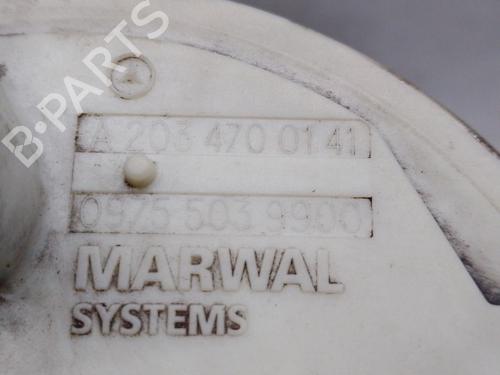 B-PARTS
A 203 470 01 41
0975 503 9900
MARWAL
SYSTEMS